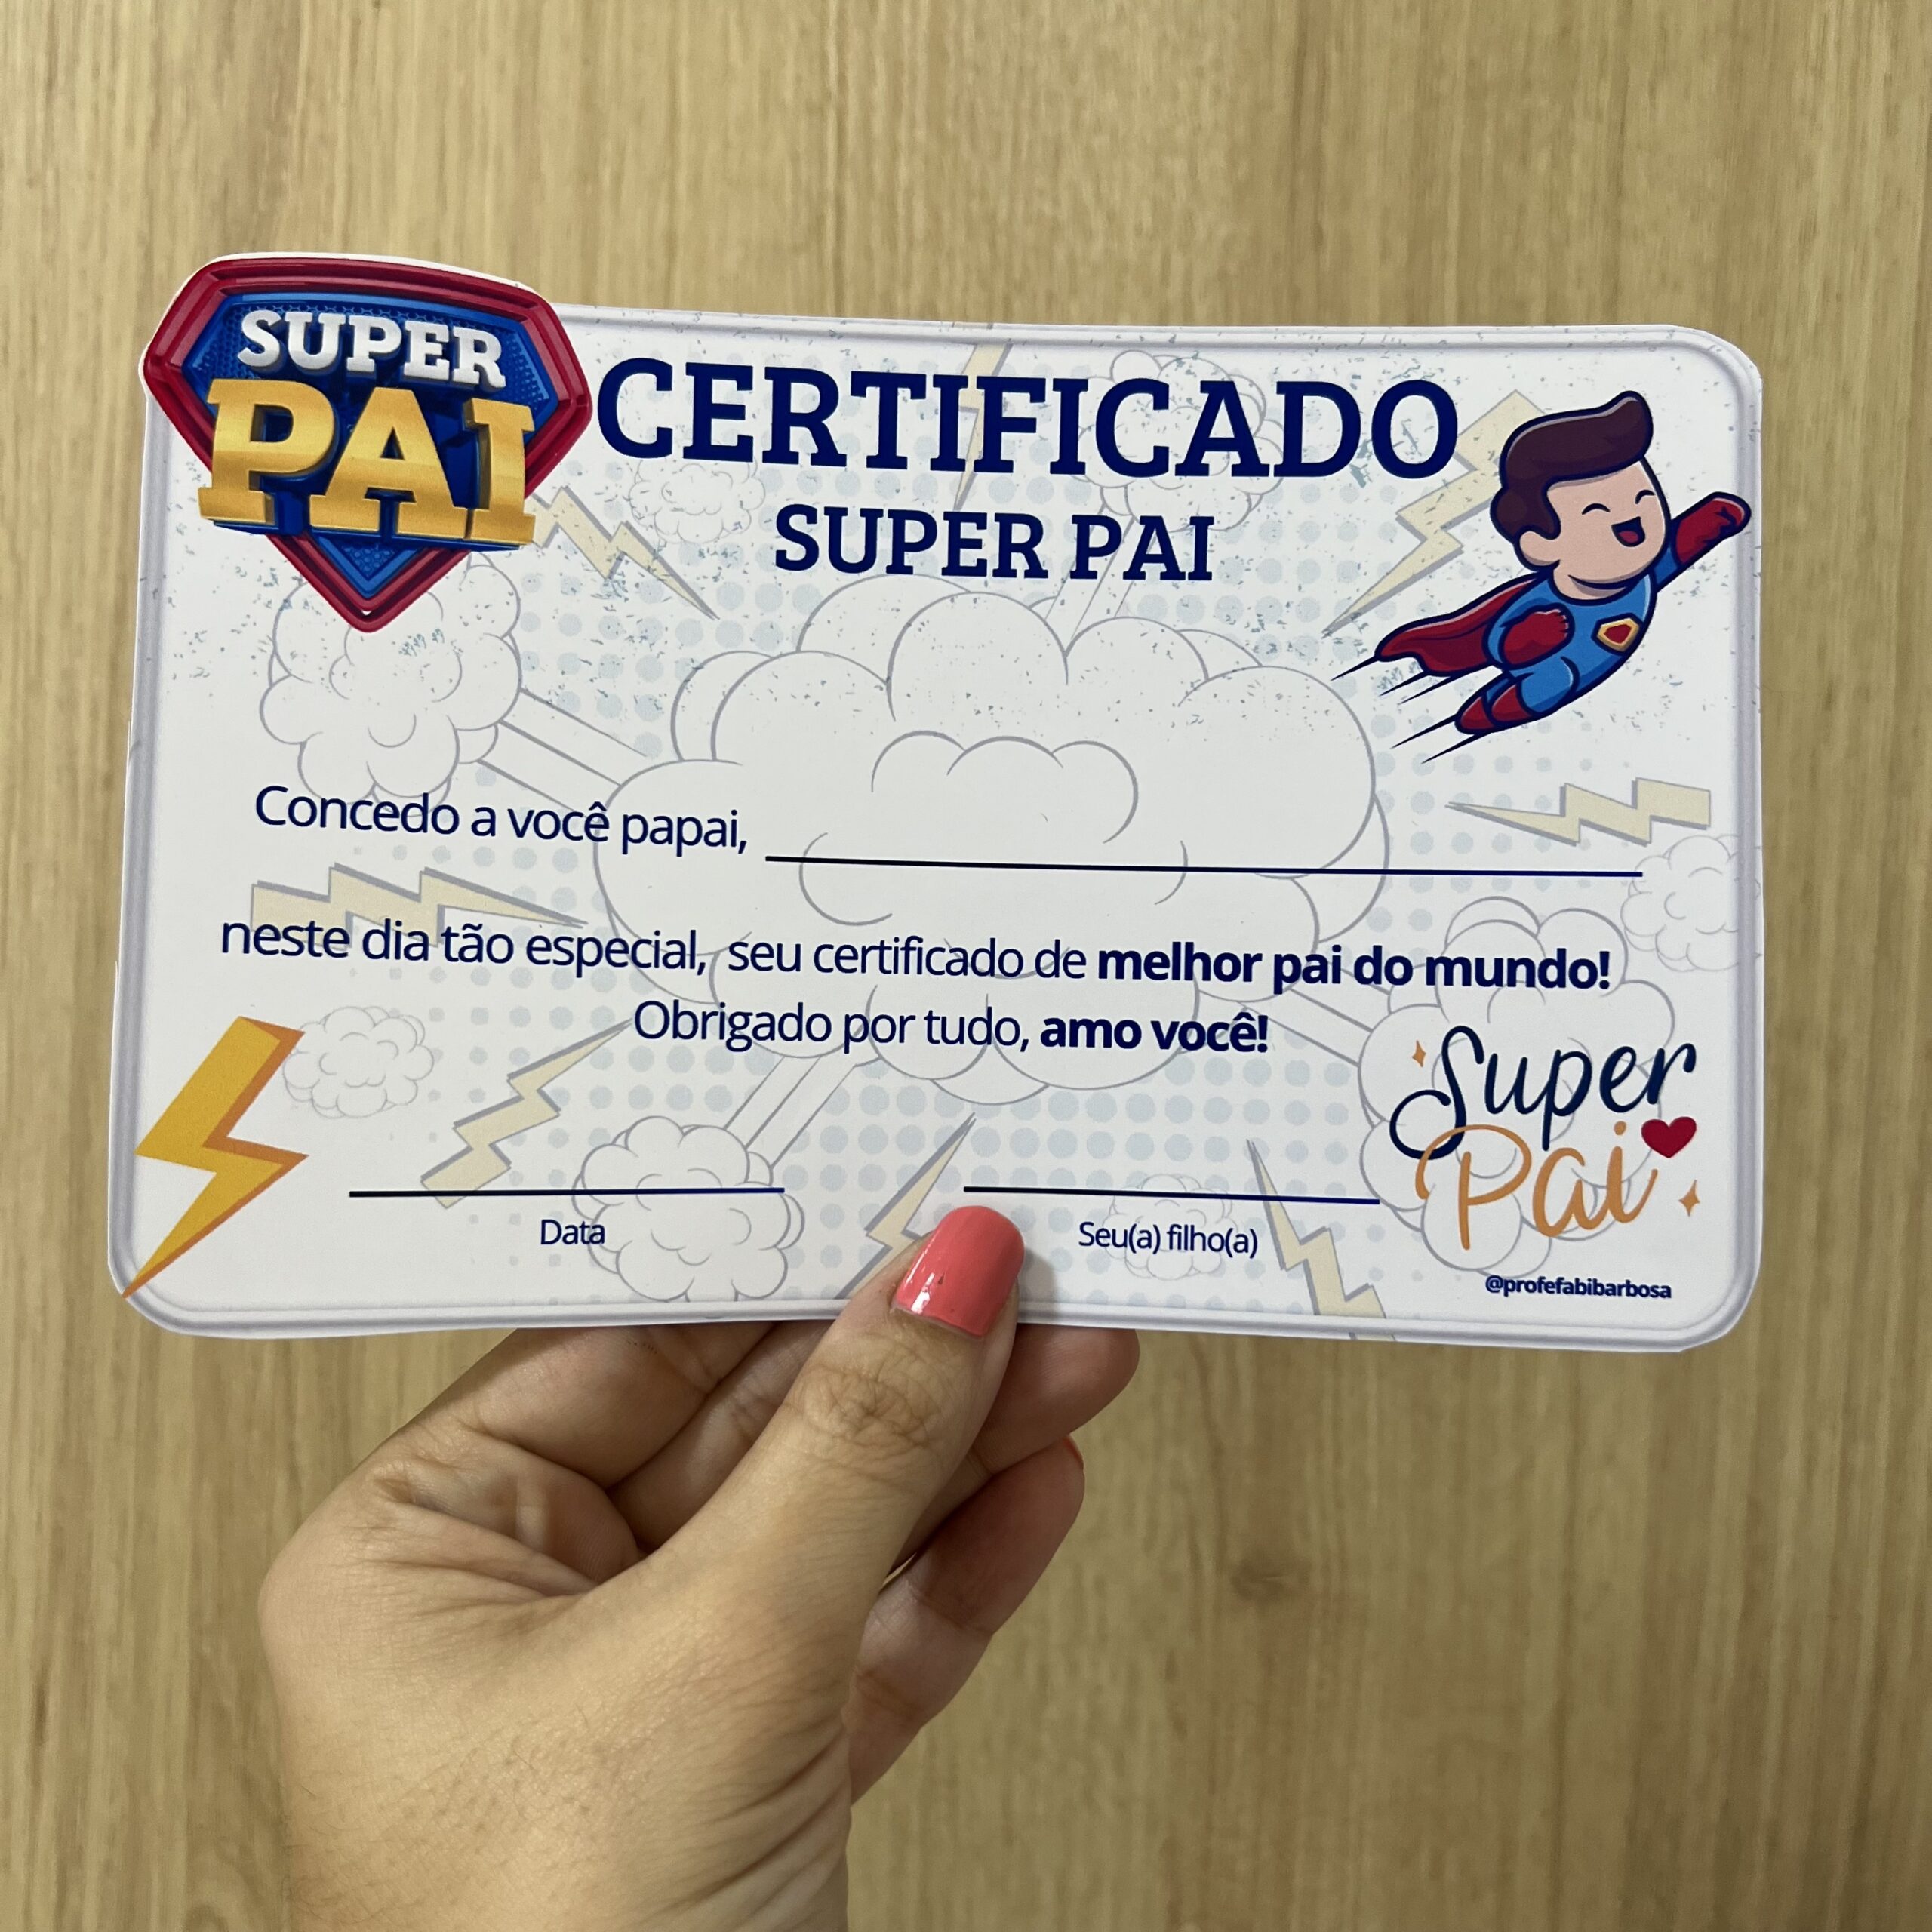 SUPER
PAI
CERTIFICADO
SUPER PAI
Concedo a você papai,
neste dia tão especial, seu certificado de melhor pai do mundo!
Obrigado por tudo, amo você!
Super
Pai
Data
Seu(a) filho(a)
@profefabibarbosa